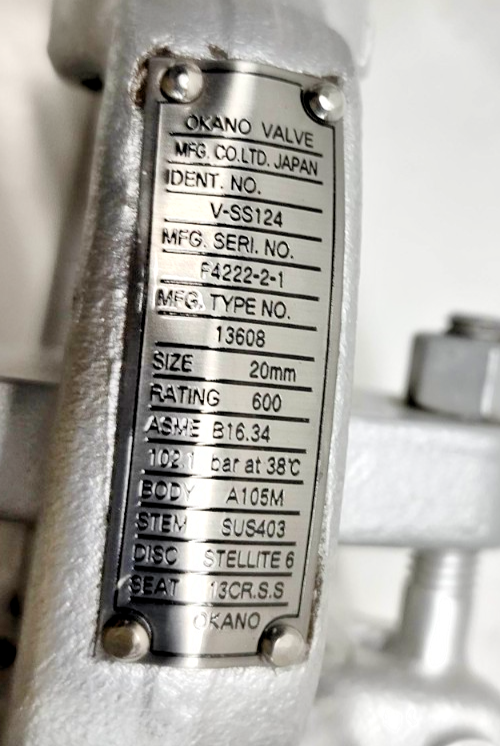 OKANO VALVE
MFG. CO.LTD. JAPAN
IDENT. NO.
V-SS124
MFG. SERI. NO.
F4222-2-1
MFG. TYPE NO.
13608
SIZE 20mm
RATING 600
ASME B16.34
102.1 bar at 38℃
BODY A105M
STEM SUS403
DISC STELLITE 6
SEAT 13CR.S.S
OKANO